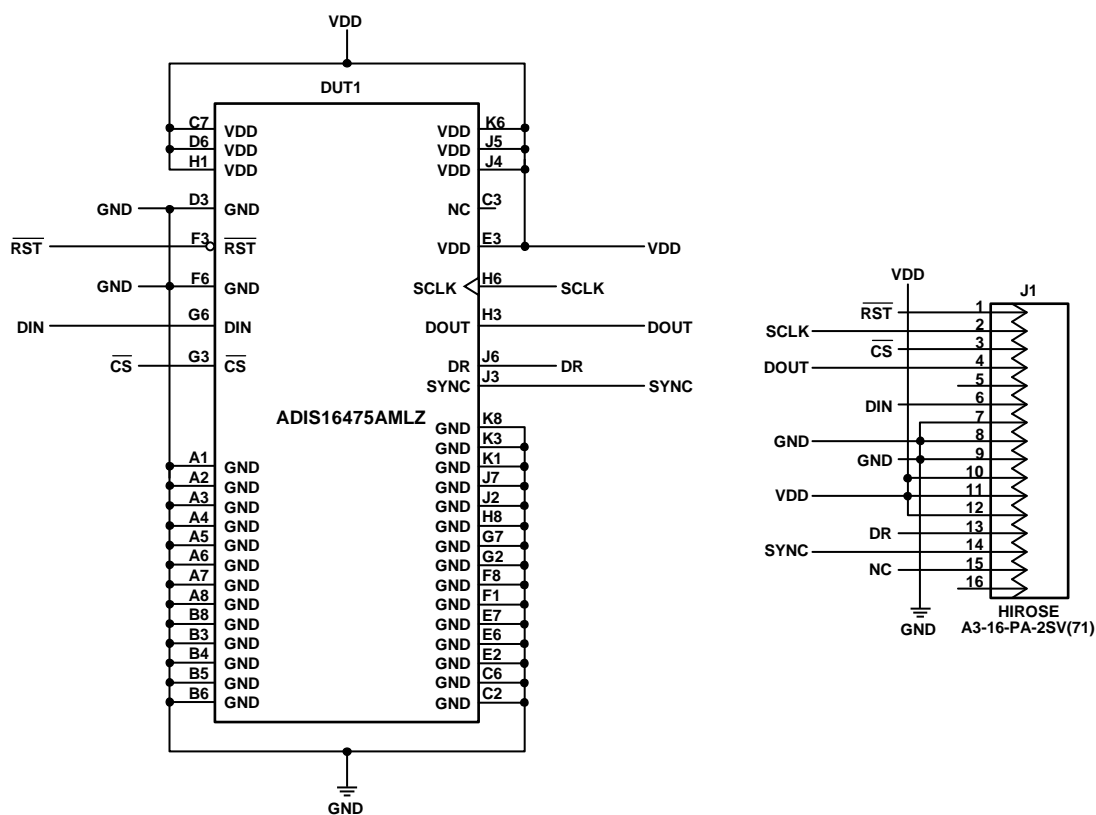 VDD
DUT1
C7 VDD VDD K6
D6 VDD VDD J5
H1 VDD VDD J4
GND D3 GND NC C3
RST F3 RST VDD E3 VDD
GND F6 GND SCLK H6 SCLK
DIN G6 DIN DOUT H3 DOUT
CS G3 CS DR J6 DR
SYNC J3 SYNC
ADIS16475AMLZ
GND K8
GND K3
A1 GND GND K1
A2 GND GND J7
A3 GND GND J2
A4 GND GND H8
A5 GND GND G7
A6 GND GND G2
A7 GND GND F8
A8 GND GND F1
B8 GND GND E7
B3 GND GND E6
B4 GND GND E2
B5 GND GND C6
B6 GND GND C2
GND
VDD
J1
RST 1
SCLK 2
CS 3
DOUT 4
5
DIN 6
7
GND 8
GND 9
10
VDD 11
12
DR 13
SYNC 14
NC 15
16
GND
HIROSE
A3-16-PA-2SV(71)